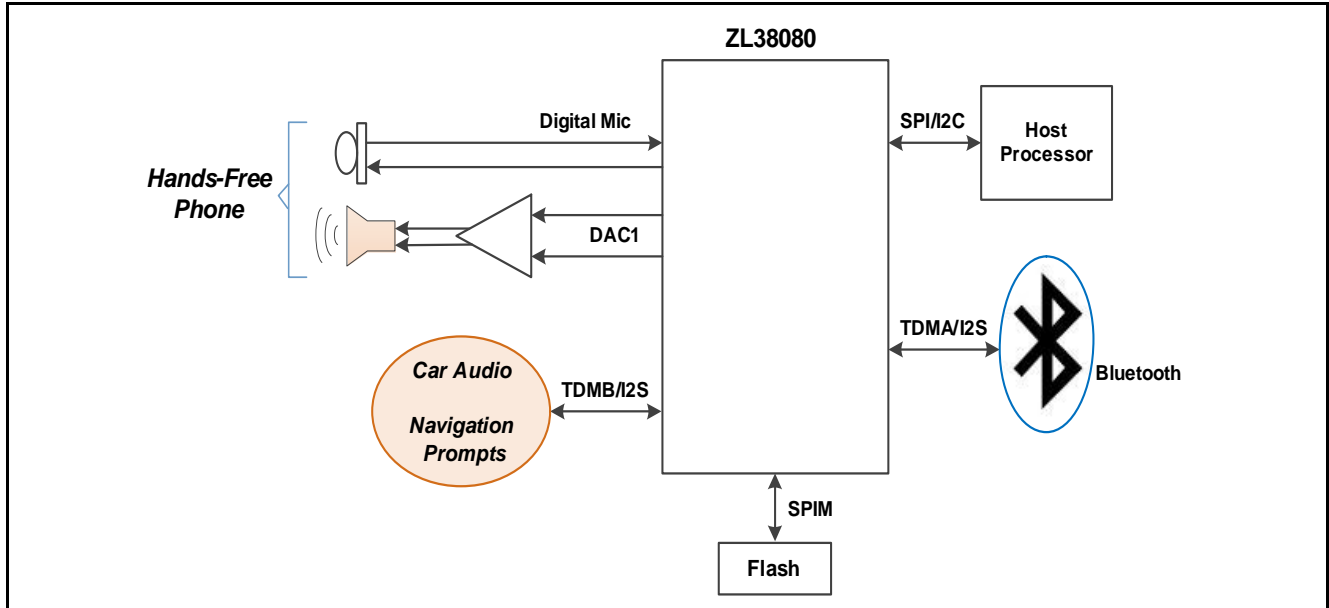 ZL38080
Digital Mic
SPI/I2C
Host
Processor
Hands-Free
Phone
DAC1
TDMA/I2S
Bluetooth
Car Audio
Navigation
Prompts
TDMB/I2S
SPIM
Flash